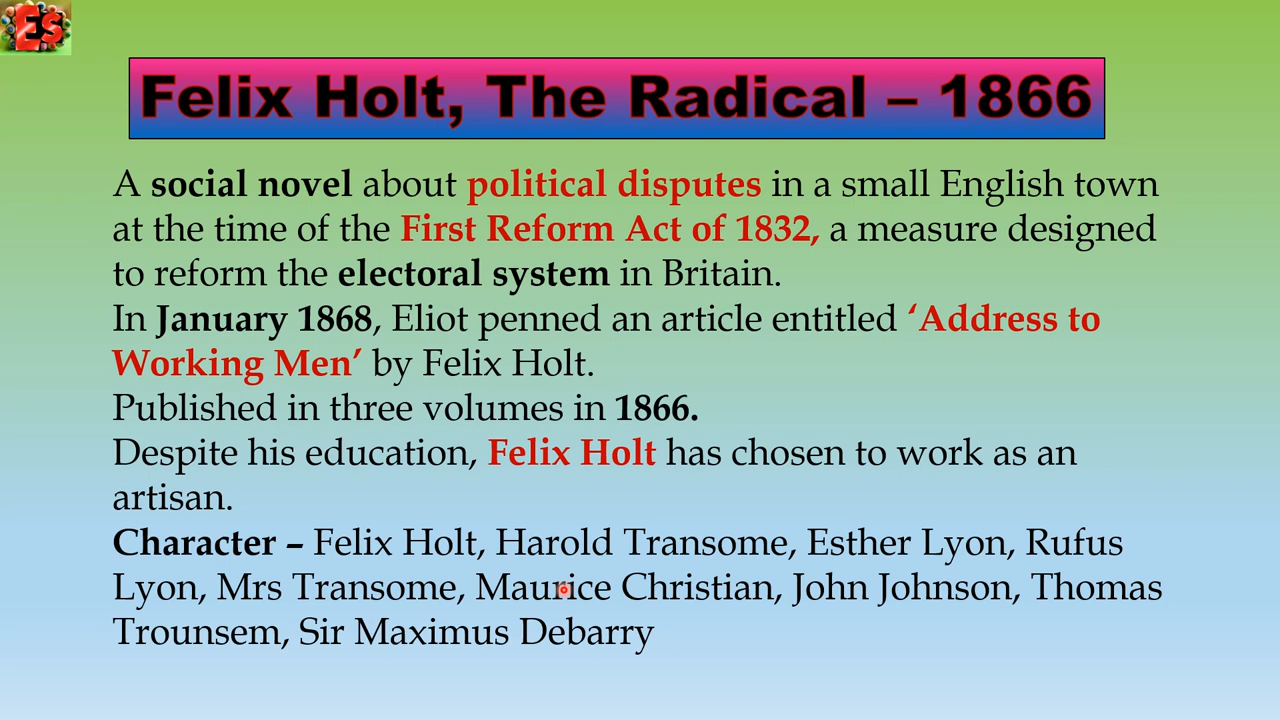 ES
Felix Holt, The Radical – 1866
A social novel about political disputes in a small English town
at the time of the First Reform Act of 1832, a measure designed
to reform the electoral system in Britain.
In January 1868, Eliot penned an article entitled ‘Address to
Working Men’ by Felix Holt.
Published in three volumes in 1866.
Despite his education, Felix Holt has chosen to work as an
artisan.
Character – Felix Holt, Harold Transome, Esther Lyon, Rufus
Lyon, Mrs Transome, Maurice Christian, John Johnson, Thomas
Trounsem, Sir Maximus Debarry